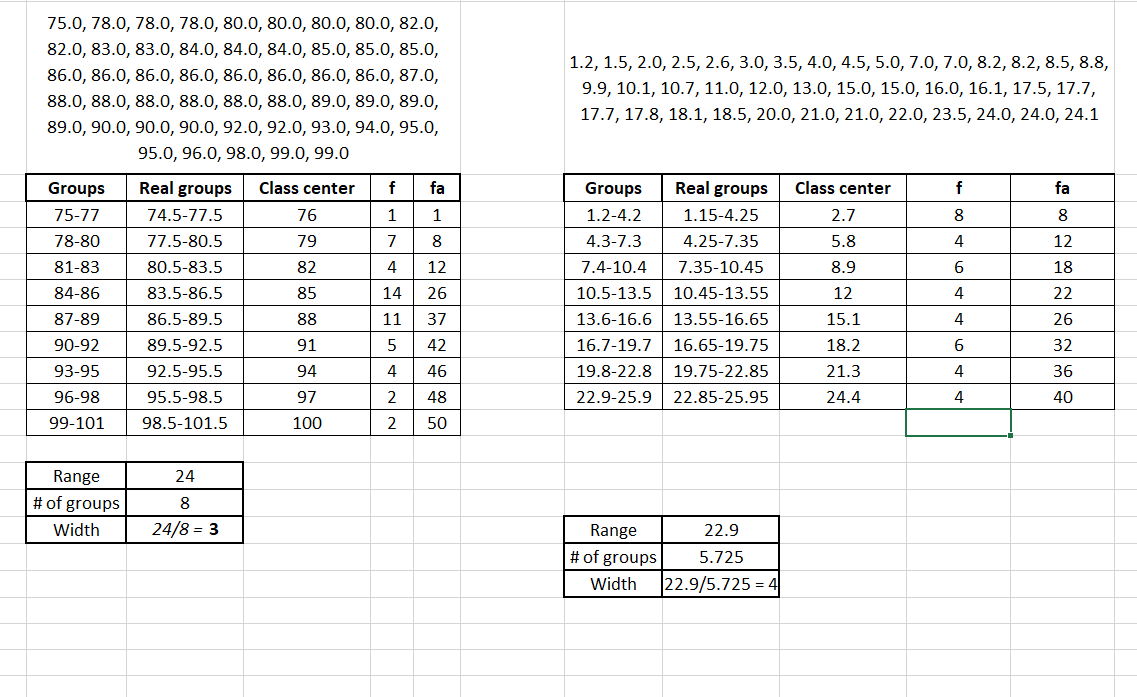 75.0, 78.0, 78.0, 78.0, 80.0, 80.0, 80.0, 80.0, 82.0,
82.0, 83.0, 83.0, 84.0, 84.0, 84.0, 85.0, 85.0, 85.0,
86.0, 86.0, 86.0, 86.0, 86.0, 86.0, 86.0, 86.0, 87.0,
88.0, 88.0, 88.0, 88.0, 88.0, 88.0, 89.0, 89.0, 89.0,
89.0, 90.0, 90.0, 90.0, 92.0, 92.0, 93.0, 94.0, 95.0,
95.0, 96.0, 98.0, 99.0, 99.0
Groups Real groups Class center f fa
75-77 74.5-77.5 76 1 1
78-80 77.5-80.5 79 7 8
81-83 80.5-83.5 82 4 12
84-86 83.5-86.5 85 14 26
87-89 86.5-89.5 88 11 37
90-92 89.5-92.5 91 5 42
93-95 92.5-95.5 94 4 46
96-98 95.5-98.5 97 2 48
99-101 98.5-101.5 100 2 50
Range 24
# of groups 8
Width 24/8 = 3
1.2, 1.5, 2.0, 2.5, 2.6, 3.0, 3.5, 4.0, 4.5, 5.0, 7.0, 7.0, 8.2, 8.2, 8.5, 8.8,
9.9, 10.1, 10.7, 11.0, 12.0, 13.0, 15.0, 15.0, 16.0, 16.1, 17.5, 17.7,
17.7, 17.8, 18.1, 18.5, 20.0, 21.0, 21.0, 22.0, 23.5, 24.0, 24.0, 24.1
Groups Real groups Class center f fa
1.2-4.2 1.15-4.25 2.7 8 8
4.3-7.3 4.25-7.35 5.8 4 12
7.4-10.4 7.35-10.45 8.9 6 18
10.5-13.5 10.45-13.55 12 4 22
13.6-16.6 13.55-16.65 15.1 4 26
16.7-19.7 16.65-19.75 18.2 6 32
19.8-22.8 19.75-22.85 21.3 4 36
22.9-25.9 22.85-25.95 24.4 4 40
Range 22.9
# of groups 5.725
Width 22.9/5.725 = 4